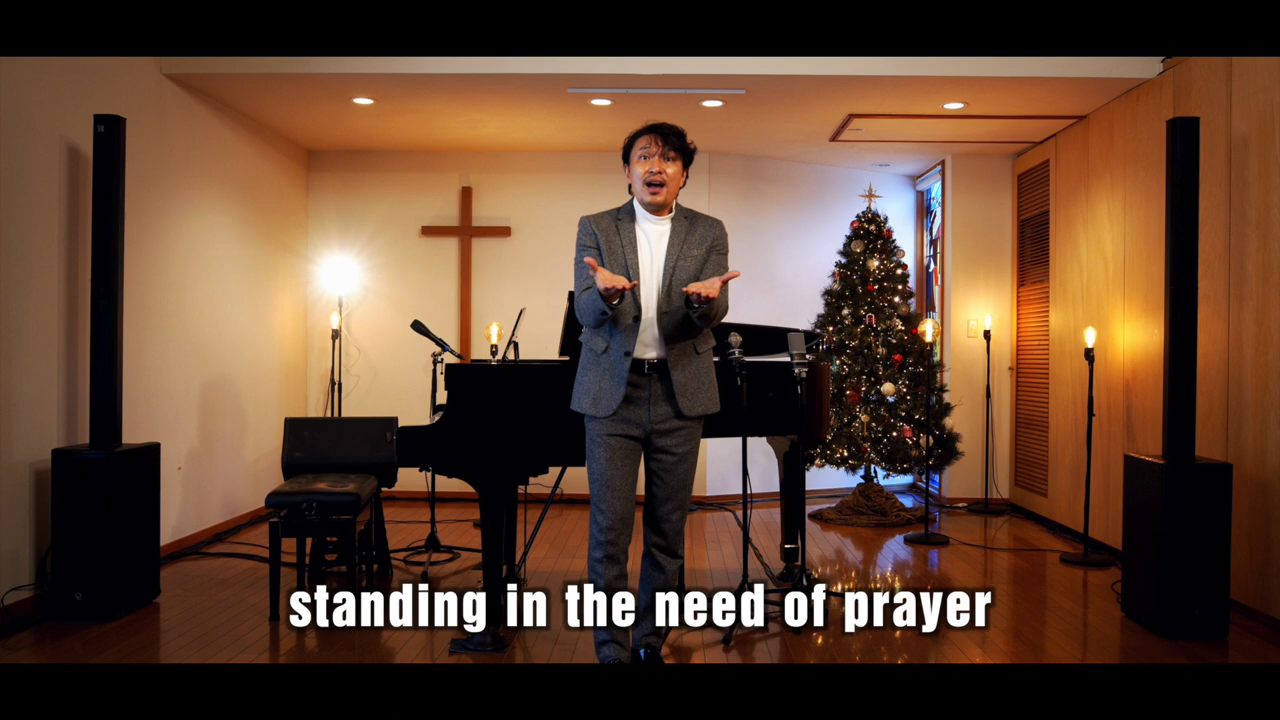 standing in the need of prayer